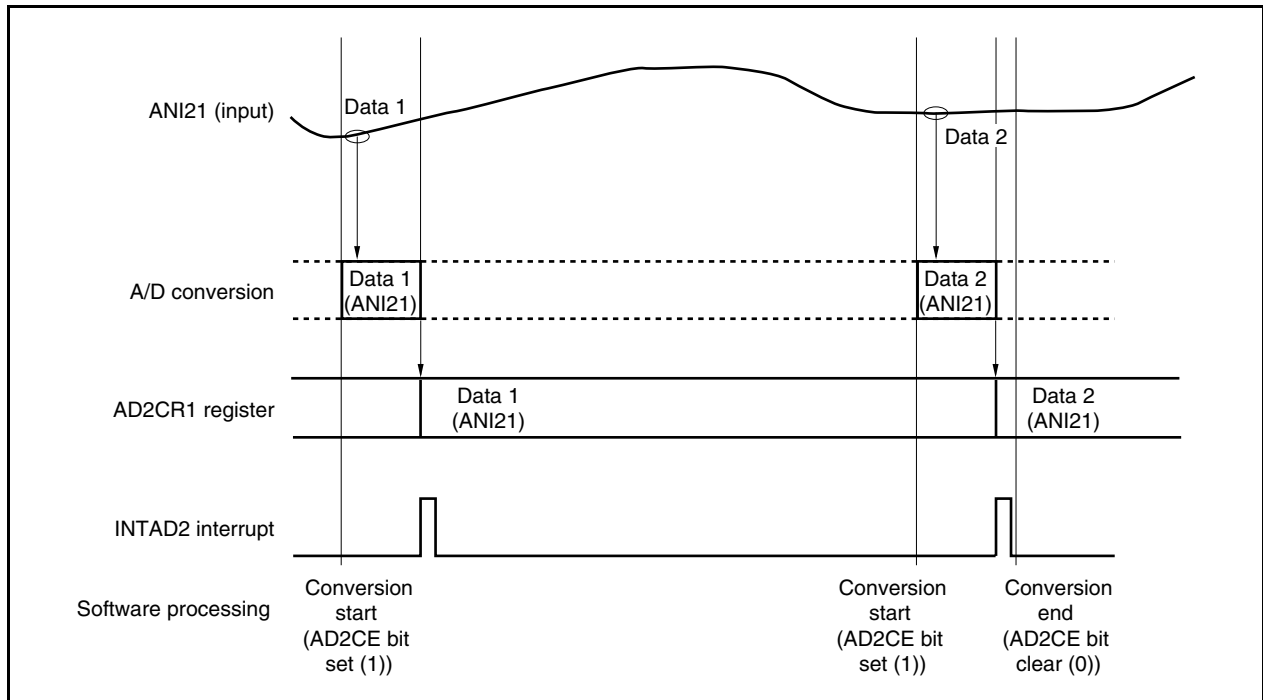 ANI21 (input)
Data 1
Data 2
A/D conversion
Data 1
(ANI21)
Data 2
(ANI21)
AD2CR1 register
Data 1
(ANI21)
Data 2
(ANI21)
INTAD2 interrupt
Software processing
Conversion
start
(AD2CE bit
set (1))
Conversion
start
(AD2CE bit
set (1))
Conversion
end
(AD2CE bit
clear (0))